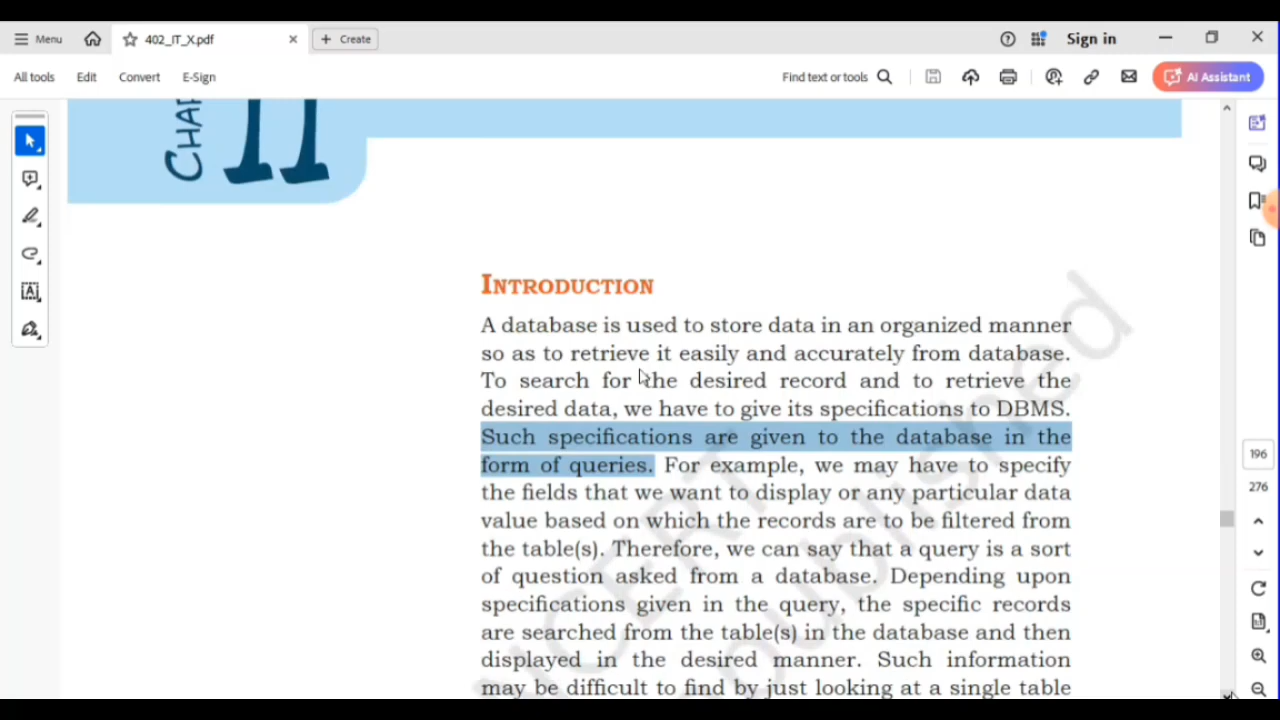 Menu
402_IT_X.pdf
Create
Sign in
All tools
Edit
Convert
E-Sign
Find text or tools
AI Assistant
CHAP
11
INTRODUCTION
A database is used to store data in an organized manner
so as to retrieve it easily and accurately from database.
To search for the desired record and to retrieve the
desired data, we have to give its specifications to DBMS.
Such specifications are given to the database in the
form of queries. For example, we may have to specify
the fields that we want to display or any particular data
value based on which the records are to be filtered from
the table(s). Therefore, we can say that a query is a sort
of question asked from a database. Depending upon
specifications given in the query, the specific records
are searched from the table(s) in the database and then
displayed in the desired manner. Such information
may be difficult to find by just looking at a single table
NCERT
published
196
276